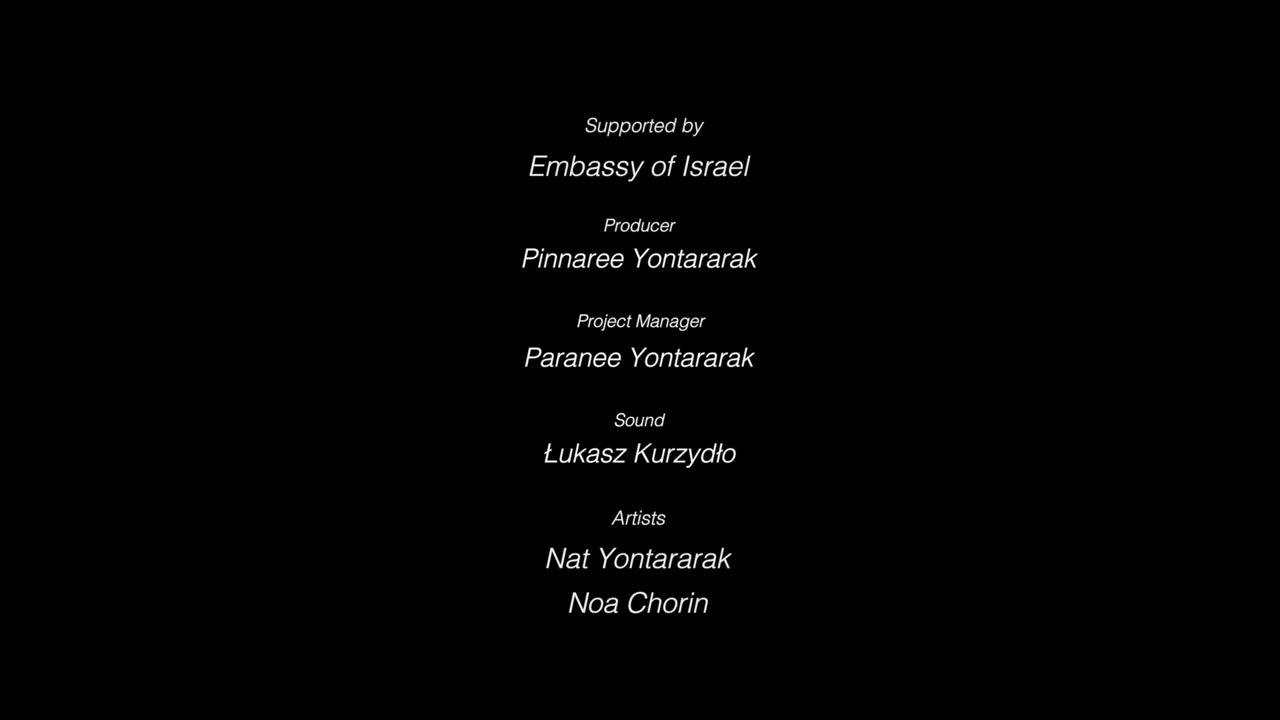 Supported by
Embassy of Israel
Producer
Pinnaree Yontararak
Project Manager
Paranee Yontararak
Sound
Łukasz Kurzydło
Artists
Nat Yontararak
Noa Chorin